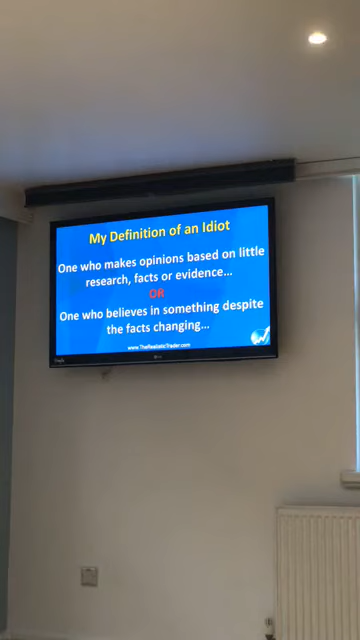 My Definition of an Idiot
One who makes opinions based on little
research, facts or evidence...
OR
One who believes in something despite
the facts changing...
www.TheRealisticTrader.com